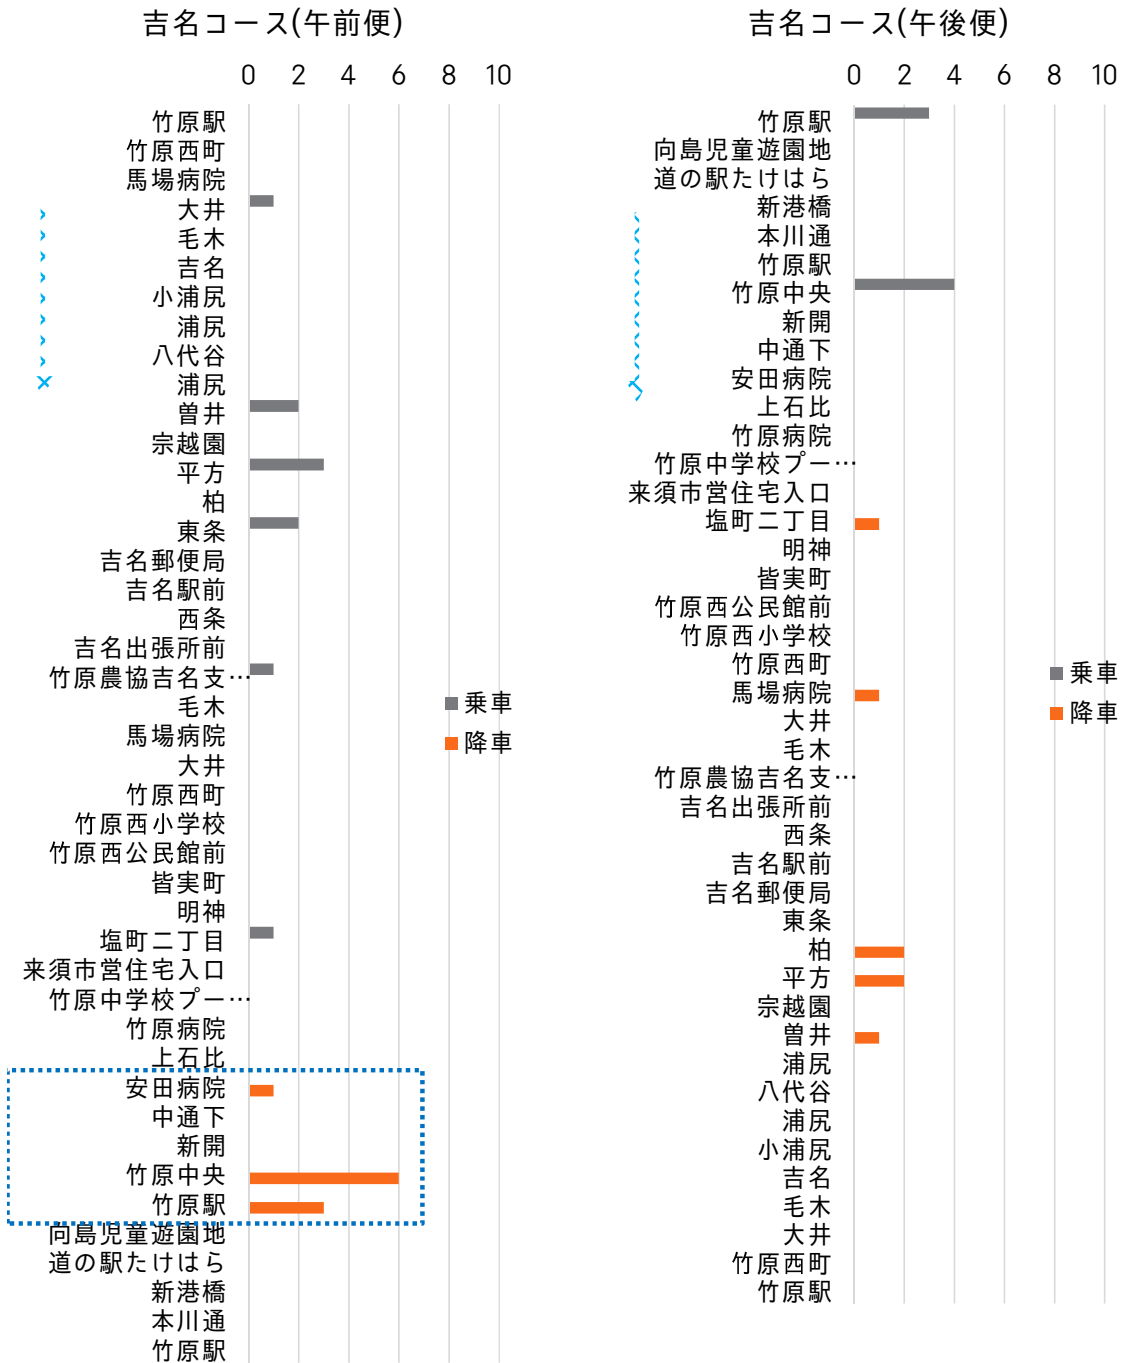 吉名コース(午前便)
0 2 4 6 8 10
竹原駅
竹原西町
馬場病院
大井
毛木
吉名
小浦尻
浦尻
八代谷
浦尻
曽井
宗越園
平方
柏
東条
吉名郵便局
吉名駅前
西条
吉名出張所前
竹原農協吉名支…
毛木
馬場病院
大井
竹原西町
竹原西小学校
竹原西公民館前
皆実町
明神
塩町二丁目
来須市営住宅入口
竹原中学校プー…
竹原病院
上石比
安田病院
中通下
新開
竹原中央
竹原駅
向島児童遊園地
道の駅たけはら
新港橋
本川通
竹原駅
乗車
降車
吉名コース(午後便)
0 2 4 6 8 10
竹原駅
向島児童遊園地
道の駅たけはら
新港橋
本川通
竹原駅
竹原中央
新開
中通下
安田病院
上石比
竹原病院
竹原中学校プー…
来須市営住宅入口
塩町二丁目
明神
皆実町
竹原西公民館前
竹原西小学校
竹原西町
馬場病院
大井
毛木
竹原農協吉名支…
吉名出張所前
西条
吉名駅前
吉名郵便局
東条
柏
平方
宗越園
曽井
浦尻
八代谷
浦尻
小浦尻
吉名
毛木
大井
竹原西町
竹原駅
乗車
降車